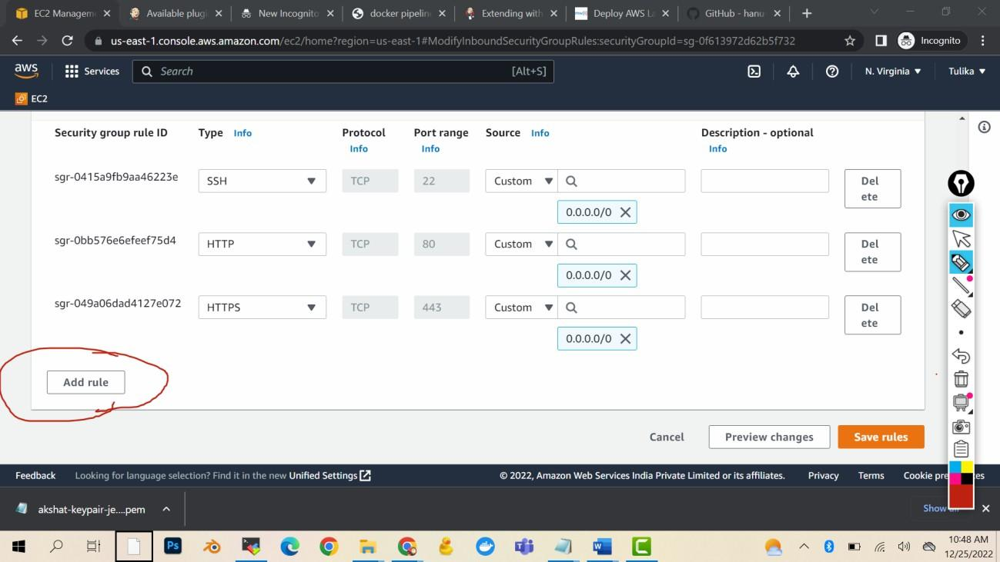 EC2 Managem
Available plugi
New Incognito
docker pipelin
Extending with
Deploy AWS La
GitHub - hanu
us-east-1.console.aws.amazon.com/ec2/home?region=us-east-1#ModifyInboundSecurityGroupRules:securityGroupId=sg-0f613972d62b5f732
Incognito
aws
Services
Search
[Alt+S]
N. Virginia
Tulika
EC2
Security group rule ID
Type Info
Protocol
Info
Port range
Info
Source Info
Description - optional
Info
sgr-0415a9fb9aa46223e
SSH
TCP
22
Custom
Del
ete
0.0.0.0/0
sgr-0bb576e6efeef75d4
HTTP
TCP
80
Custom
Del
ete
0.0.0.0/0
sgr-049a06dad4127e072
HTTPS
TCP
443
Custom
Del
ete
0.0.0.0/0
Add rule
Cancel
Preview changes
Save rules
Feedback
Looking for language selection? Find it in the new Unified Settings
© 2022, Amazon Web Services India Private Limited or its affiliates.
Privacy
Terms
Cookie pre es
akshat-keypair-je....pem
Show all
10:48 AM
12/25/2022